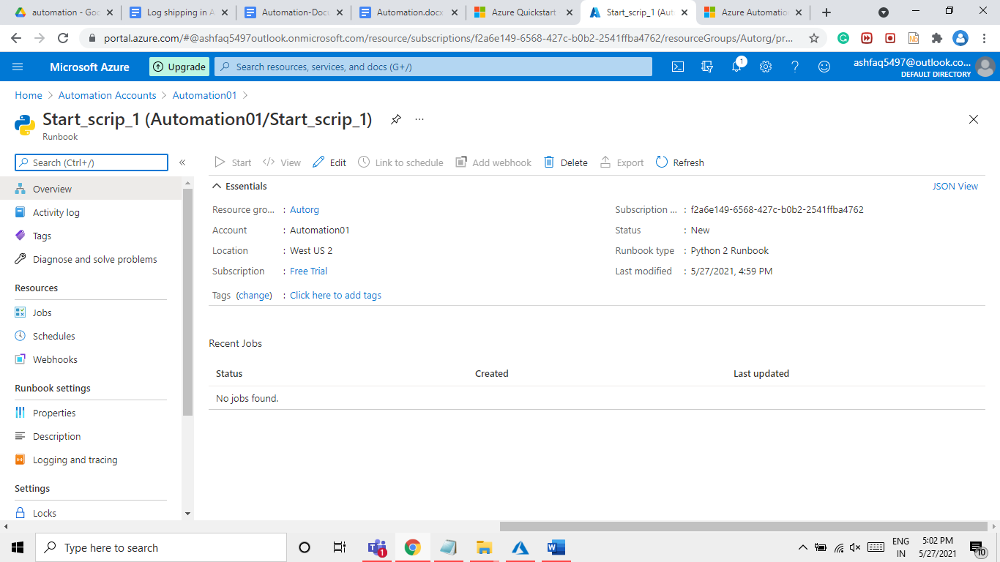 automation - Goo
Log shipping in A
Automation-Docu
Automation.docx
Azure Quickstart
Start_scrip_1 (Aut
Azure Automation
portal.azure.com/#@ashfaq5497outlook.onmicrosoft.com/resource/subscriptions/f2a6e149-6568-427c-b0b2-2541ffba4762/resourceGroups/Autorg/pr...
Microsoft Azure
Upgrade
Search resources, services, and docs (G+/)
1
ashfaq5497@outlook.co...
DEFAULT DIRECTORY
Home > Automation Accounts > Automation01 >
Start_scrip_1 (Automation01/Start_scrip_1)
Runbook
Search (Ctrl+/)
Overview
Activity log
Tags
Diagnose and solve problems
Resources
Jobs
Schedules
Webhooks
Runbook settings
Properties
Description
Logging and tracing
Settings
Locks
Start
View
Edit
Link to schedule
Add webhook
Delete
Export
Refresh
Essentials
JSON View
Resource gro... : Autorg
Account : Automation01
Location : West US 2
Subscription : Free Trial
Tags (change) : Click here to add tags
Subscription ... : f2a6e149-6568-427c-b0b2-2541ffba4762
Status : New
Runbook type : Python 2 Runbook
Last modified : 5/27/2021, 4:59 PM
Recent Jobs
Status Created Last updated
No jobs found.
Type here to search
1
ENG
IN
5:02 PM
5/27/2021
10